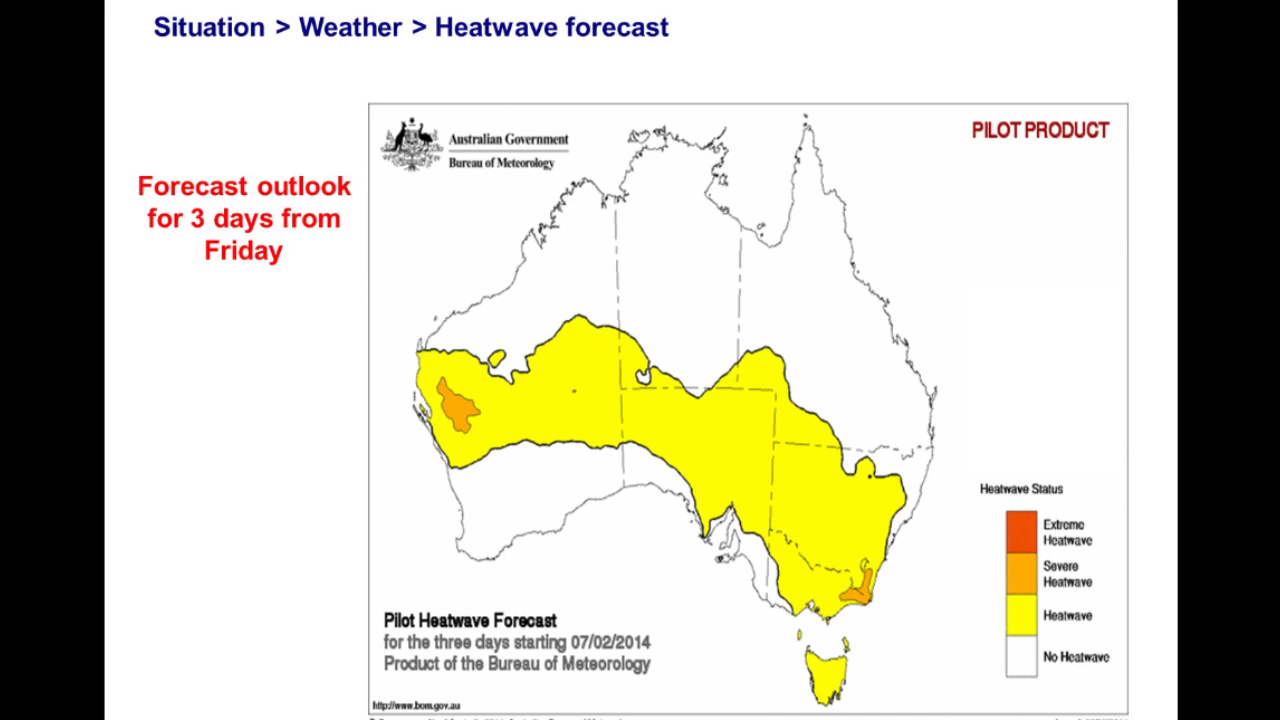 Situation > Weather > Heatwave forecast
Australian Government
Bureau of Meteorology
PILOT PRODUCT
Forecast outlook
for 3 days from
Friday
Heatwave Status
Extreme
Heatwave
Severe
Heatwave
Heatwave
No Heatwave
Pilot Heatwave Forecast
for the three days starting 07/02/2014
Product of the Bureau of Meteorology
http://www.bom.gov.au